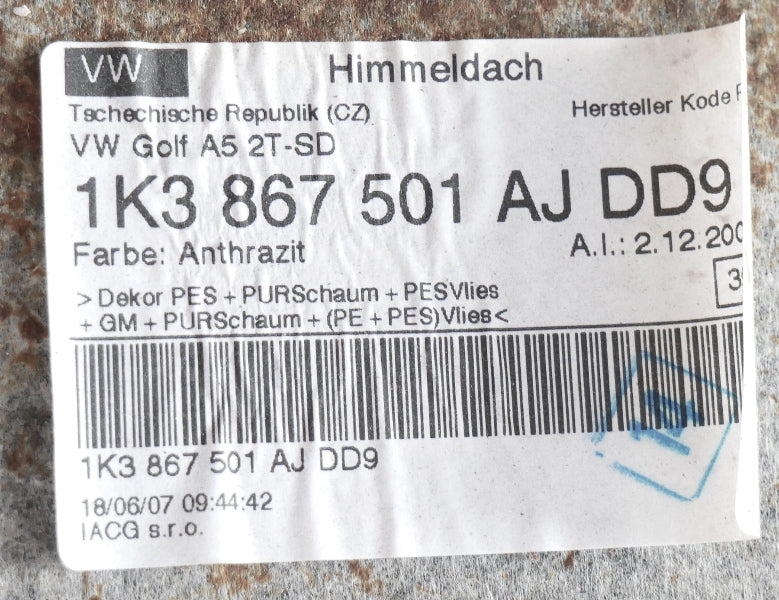 VW
Himmeldach
Tschechische Republik (CZ)
Hersteller Kode
VW Golf A5 2T-SD
1K3 867 501 AJ DD9
Farbe: Anthrazit
A.I.: 2.12.200
> Dekor PES + PURSchaum + PESVlies
+ GM + PURSchaum + (PE + PES)Vlies <
1K3 867 501 AJ DD9
18/06/07 09:44:42
IACG s.r.o.